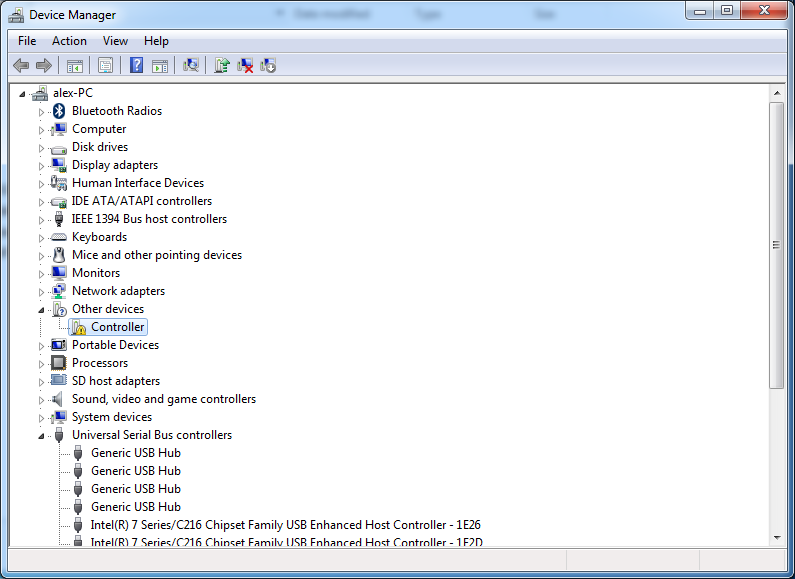 Device Manager
Date modified Type Size
File Action View Help
alex-PC
Bluetooth Radios
Computer
Disk drives
Display adapters
Human Interface Devices
IDE ATA/ATAPI controllers
IEEE 1394 Bus host controllers
Keyboards
Mice and other pointing devices
Monitors
Network adapters
Other devices
Controller
Portable Devices
Processors
SD host adapters
Sound, video and game controllers
System devices
Universal Serial Bus controllers
Generic USB Hub
Generic USB Hub
Generic USB Hub
Generic USB Hub
Intel(R) 7 Series/C216 Chipset Family USB Enhanced Host Controller - 1E26
Intel(R) 7 Series/C216 Chipset Family USB Enhanced Host Controller - 1E2D